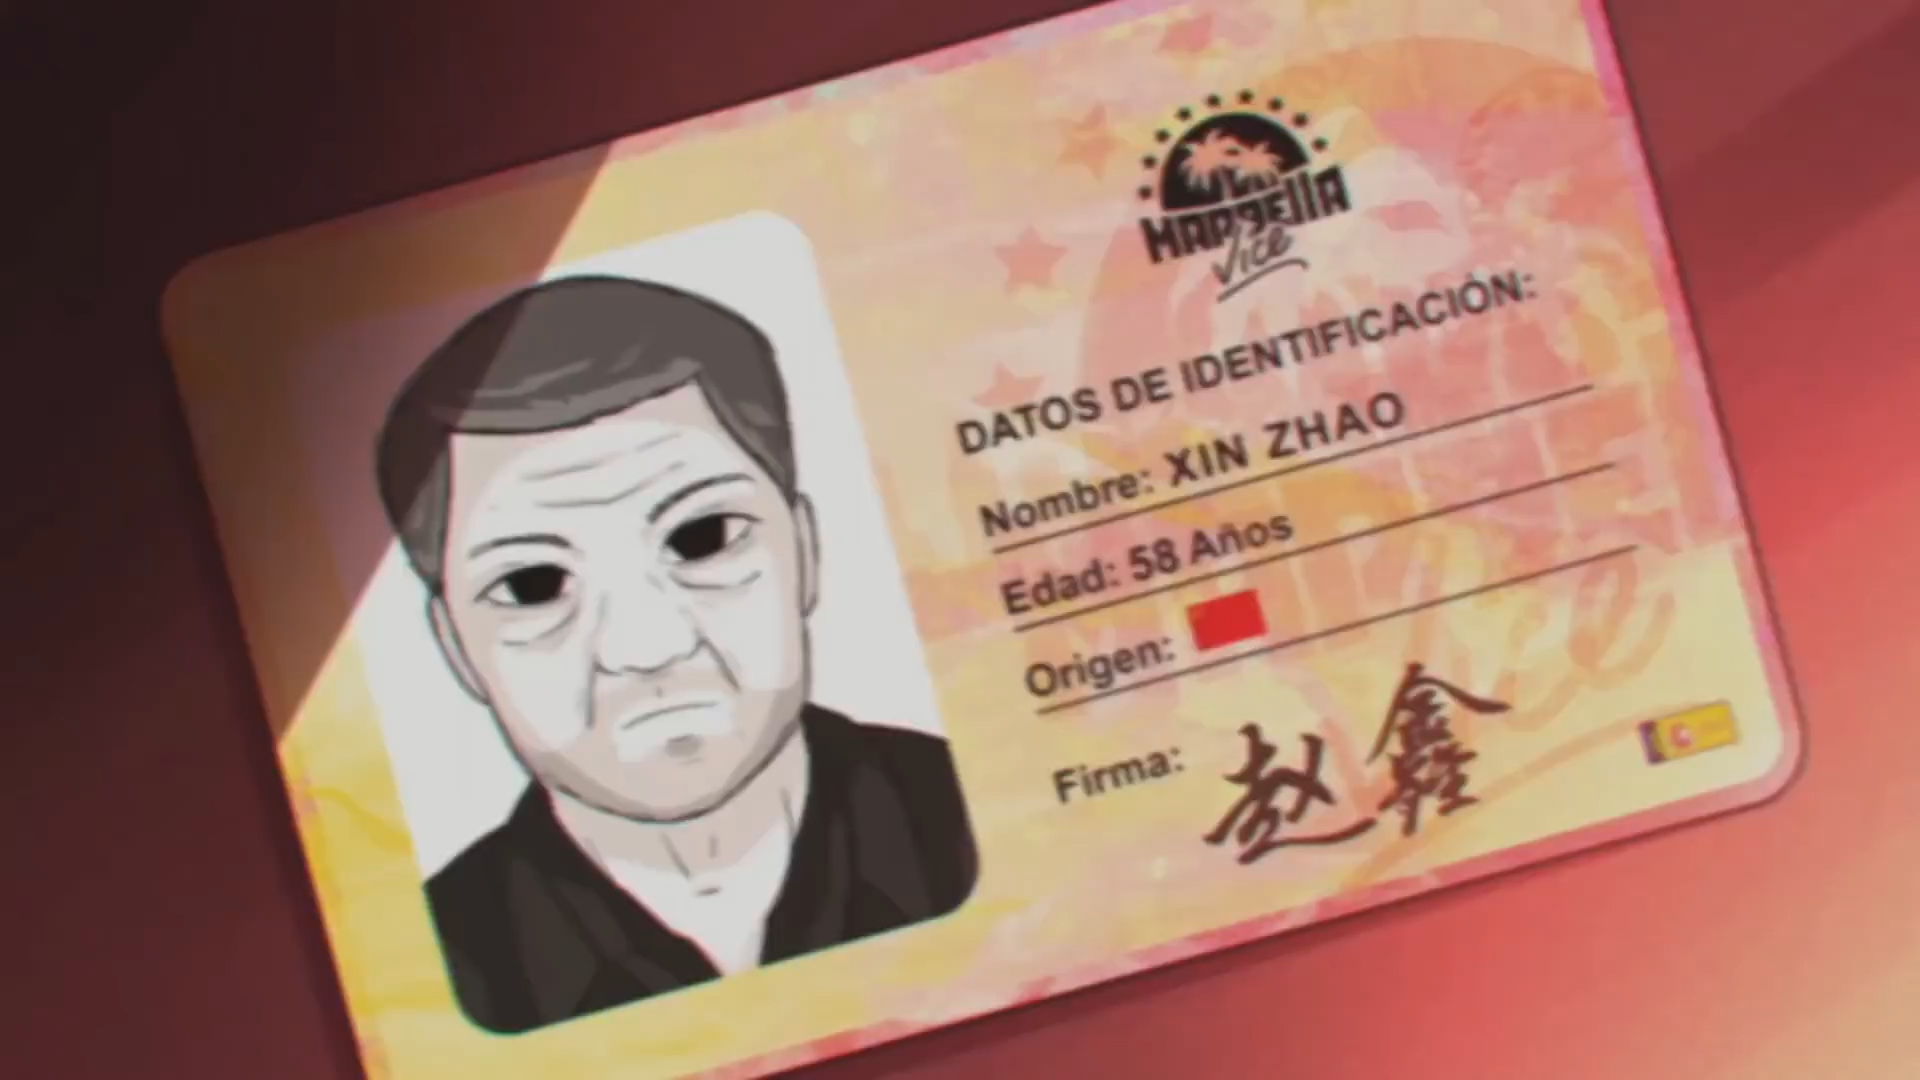 MARBELLA
Vice
DATOS DE IDENTIFICACIÓN:
Nombre: XIN ZHAO
Edad: 58 Años
Origen:
Firma: 赵鑫